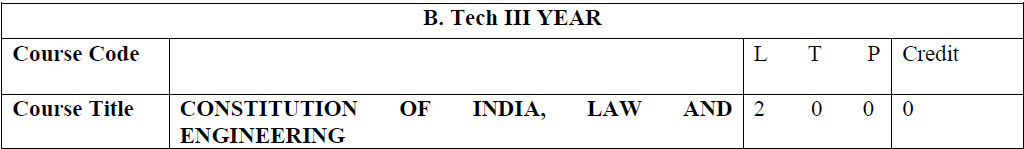 B. Tech III YEAR
Course Code L T P Credit
Course Title CONSTITUTION OF INDIA, LAW AND 2 0 0 0
ENGINEERING